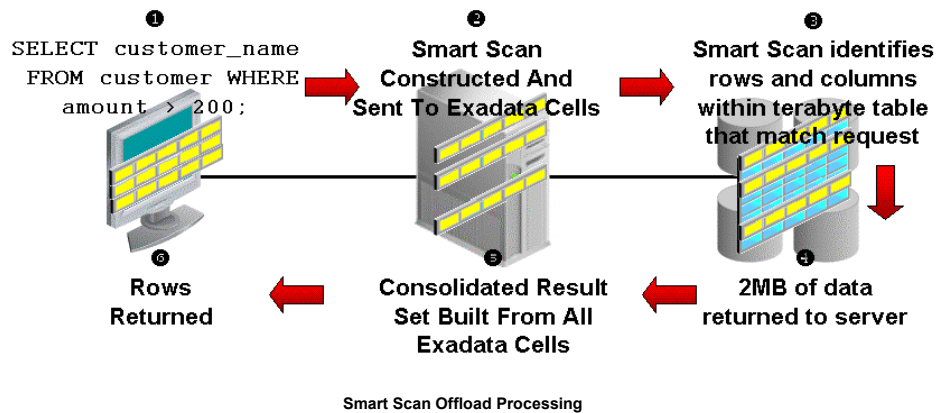 ❶
SELECT customer_name
FROM customer WHERE
amount > 200;
❷
Smart Scan
Constructed And
Sent To Exadata Cells
❸
Smart Scan identifies
rows and columns
within terabyte table
that match request
❹
2MB of data
returned to server
❺
Consolidated Result
Set Built From All
Exadata Cells
❻
Rows
Returned
Smart Scan Offload Processing